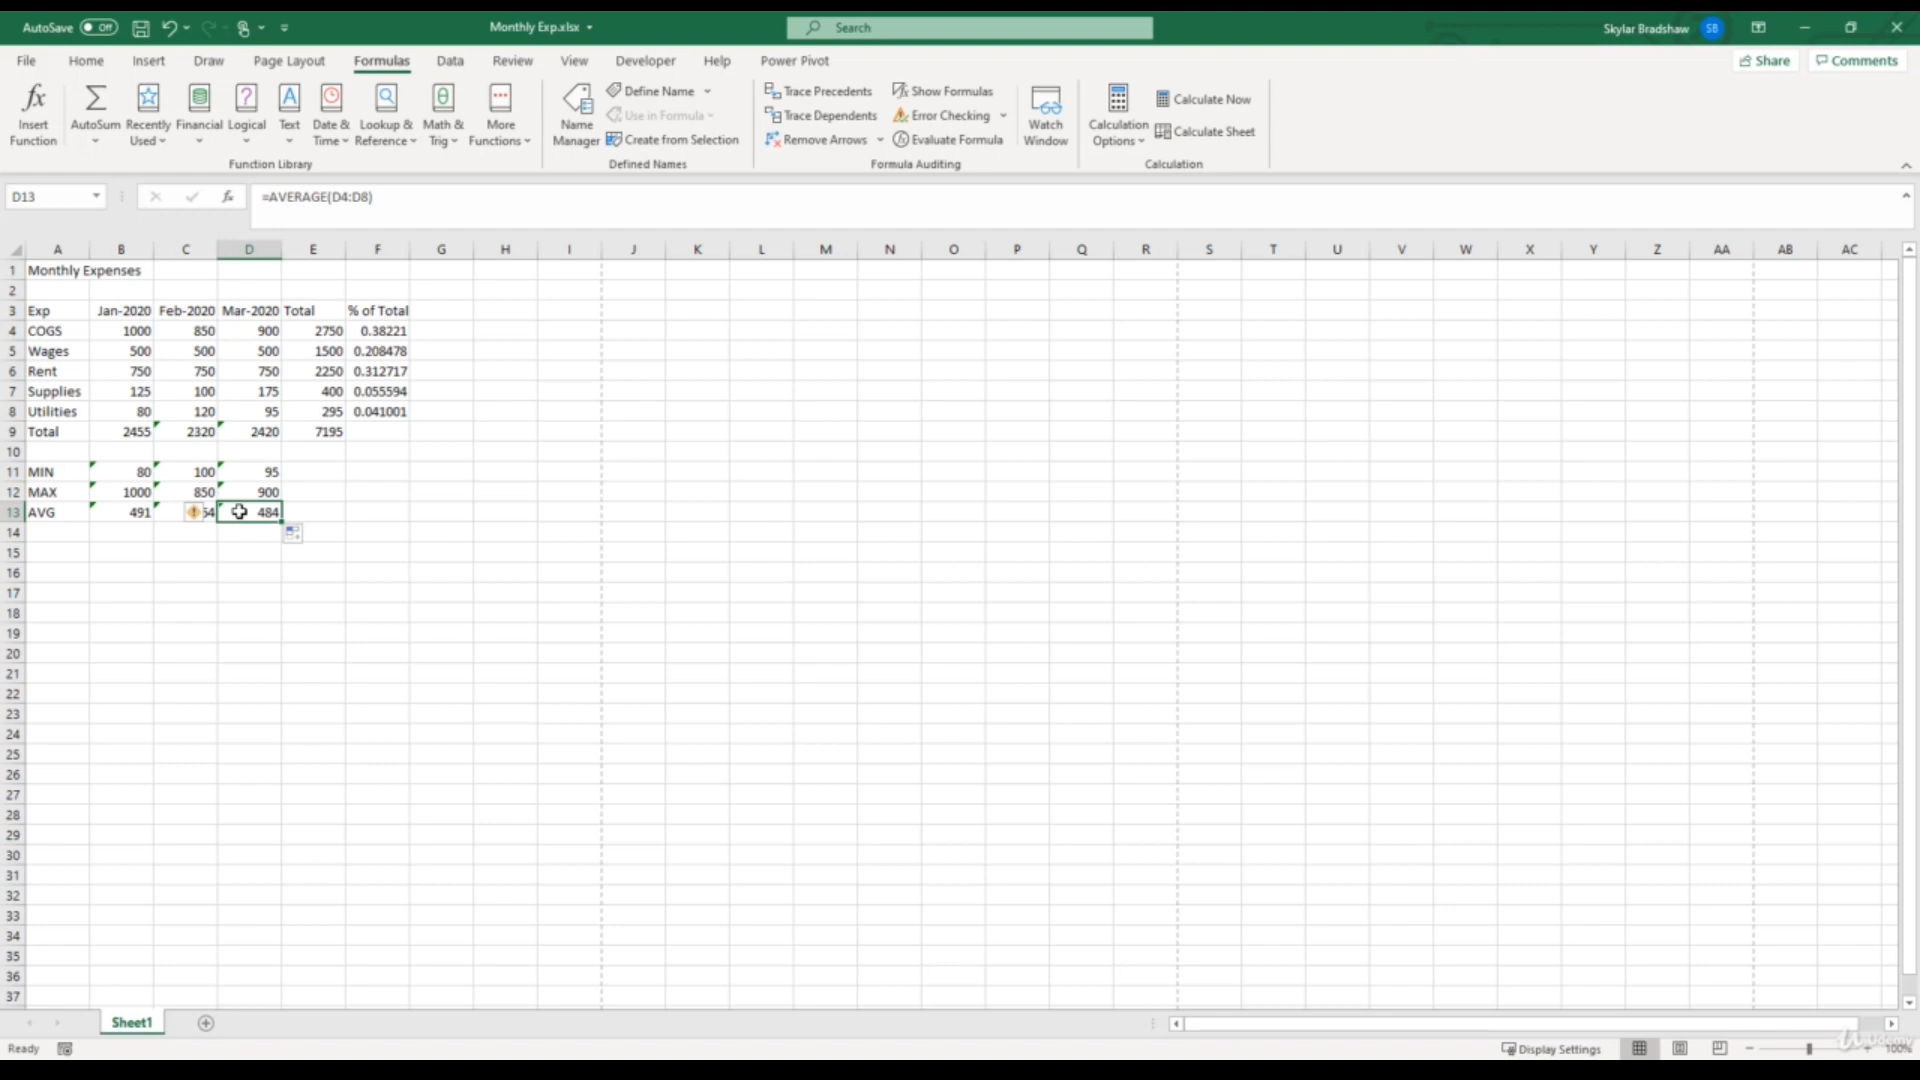 AutoSave Off Monthly Exp.xlsx Search Skylar Bradshaw SB
File Home Insert Draw Page Layout Formulas Data Review View Developer Help Power Pivot Share Comments
Insert Function AutoSum Recently Used Financial Logical Text Date & Time Lookup & Reference Math & Trig More Functions
Function Library
Name Manager Define Name Use in Formula Create from Selection
Defined Names
Trace Precedents Show Formulas
Trace Dependents Error Checking
Remove Arrows Evaluate Formula
Formula Auditing
Watch Window
Calculation Options Calculate Now Calculate Sheet
Calculation
D13 fx =AVERAGE(D4:D8)
A B C D E F G H I J K L M N O P Q R S T U V W X Y Z AA AB AC
1 Monthly Expenses
2
3 Exp Jan-2020 Feb-2020 Mar-2020 Total % of Total
4 COGS 1000 850 900 2750 0.38221
5 Wages 500 500 500 1500 0.208478
6 Rent 750 750 750 2250 0.312717
7 Supplies 125 100 175 400 0.055594
8 Utilities 80 120 95 295 0.041001
9 Total 2455 2320 2420 7195
10
11 MIN 80 100 95
12 MAX 1000 850 900
13 AVG 491 54 484
14
15
16
17
18
19
20
21
22
23
24
25
26
27
28
29
30
31
32
33
34
35
36
37
Sheet1
Ready Display Settings 100%
Udemy